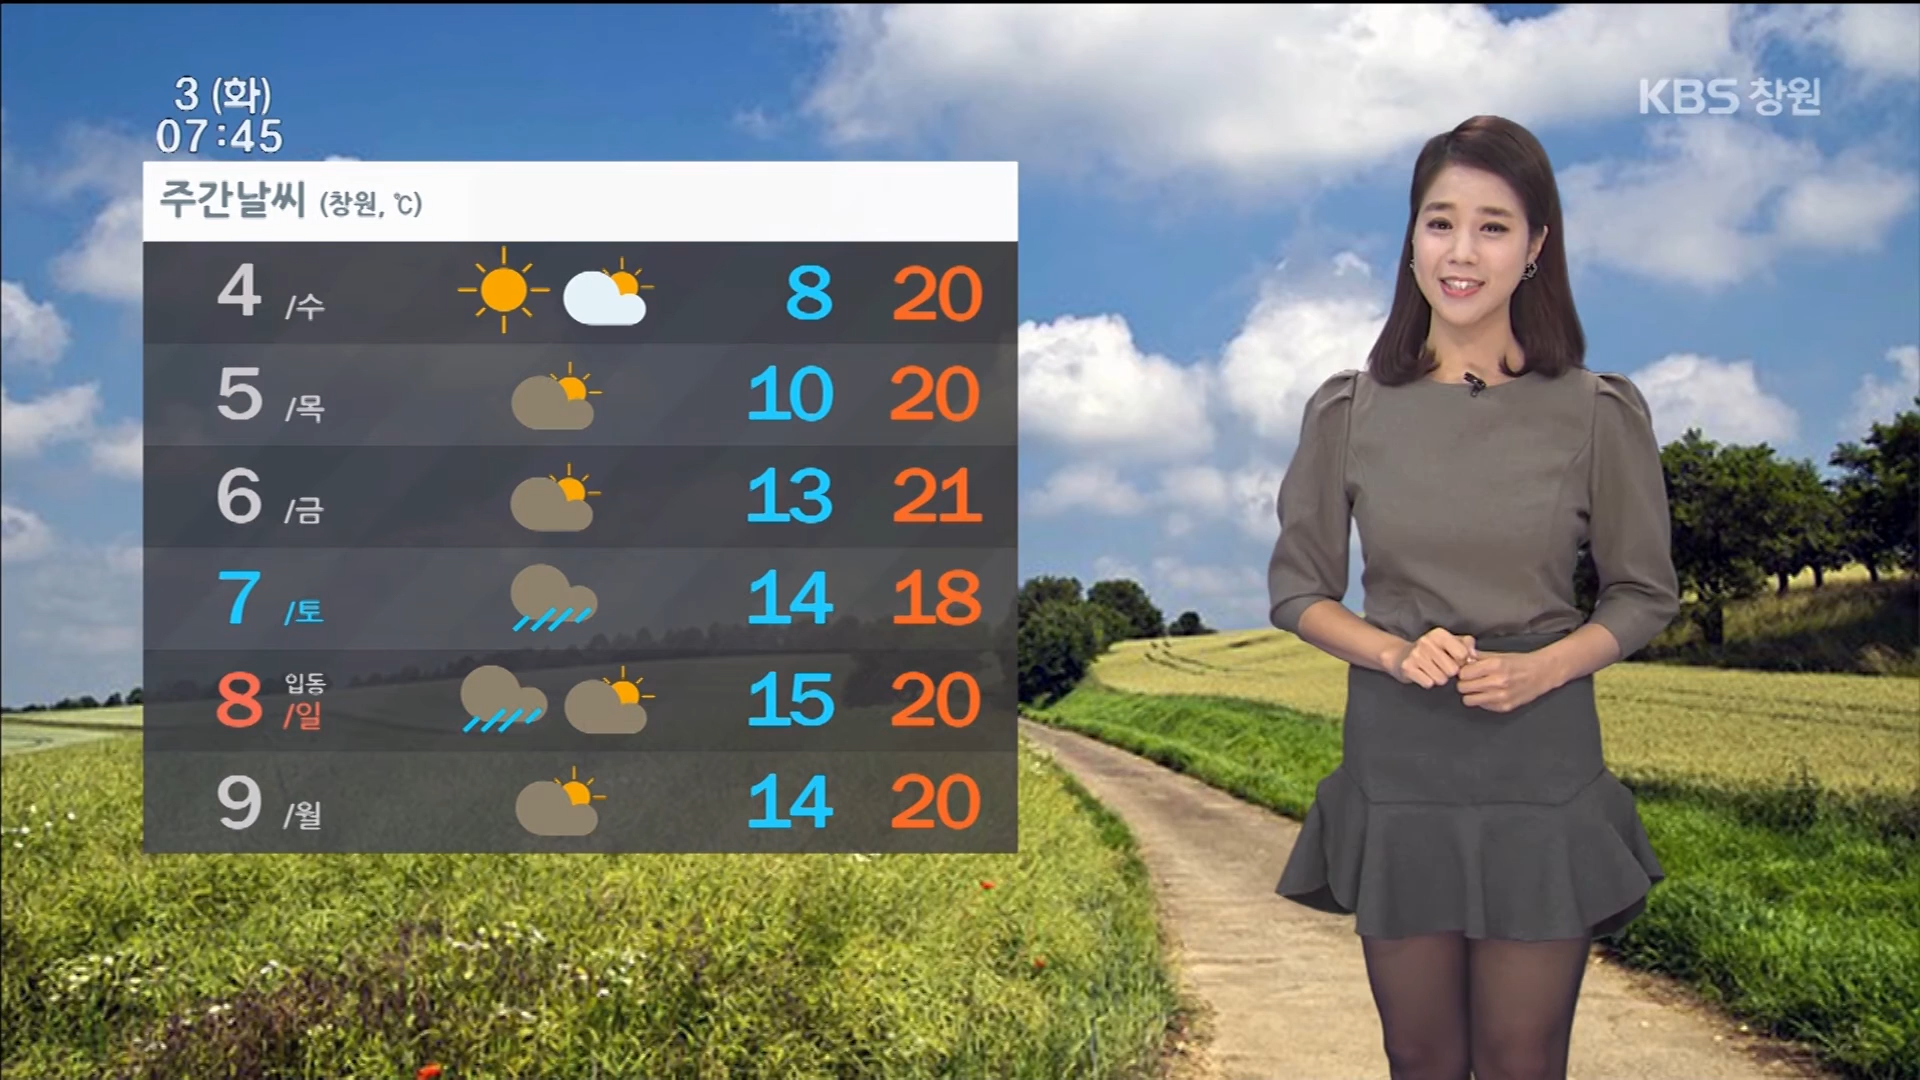 3 (화)
07:45
KBS 창원
주간날씨 (창원, ℃)
4 /수 8 20
5 /목 10 20
6 /금 13 21
7 /토 14 18
8 입동 /일 15 20
9 /월 14 20